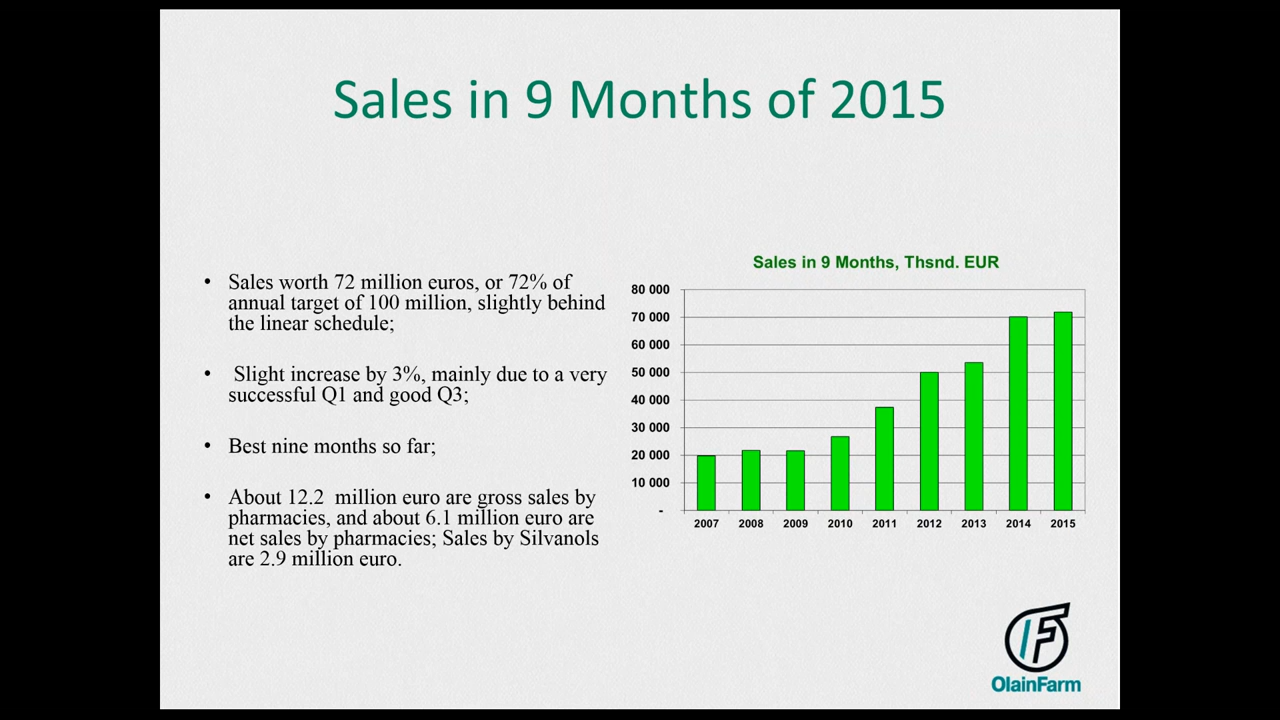 Sales in 9 Months of 2015
• Sales worth 72 million euros, or 72% of
annual target of 100 million, slightly behind
the linear schedule;
• Slight increase by 3%, mainly due to a very
successful Q1 and good Q3;
• Best nine months so far;
• About 12.2 million euro are gross sales by
pharmacies, and about 6.1 million euro are
net sales by pharmacies; Sales by Silvanols
are 2.9 million euro.
Sales in 9 Months, Thsnd. EUR
80 000
70 000
60 000
50 000
40 000
30 000
20 000
10 000
-
2007 2008 2009 2010 2011 2012 2013 2014 2015
OlainFarm